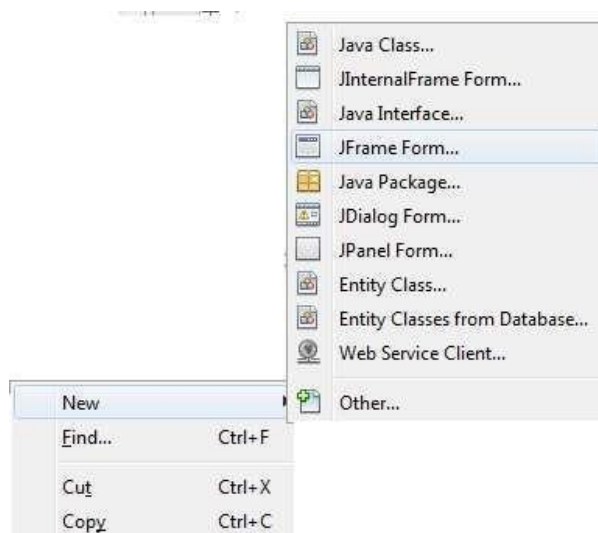 Java Class...
JInternalFrame Form...
Java Interface...
JFrame Form...
Java Package...
JDialog Form...
JPanel Form...
Entity Class...
Entity Classes from Database...
Web Service Client...
Other...
New
Find... Ctrl+F
Cut Ctrl+X
Copy Ctrl+C